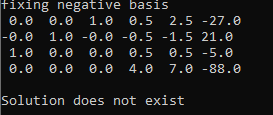 fixing negative basis
0.0 0.0 1.0 0.5 2.5 -27.0
-0.0 1.0 -0.0 -0.5 -1.5 21.0
1.0 0.0 0.0 0.5 0.5 -5.0
0.0 0.0 0.0 4.0 7.0 -88.0
Solution does not exist